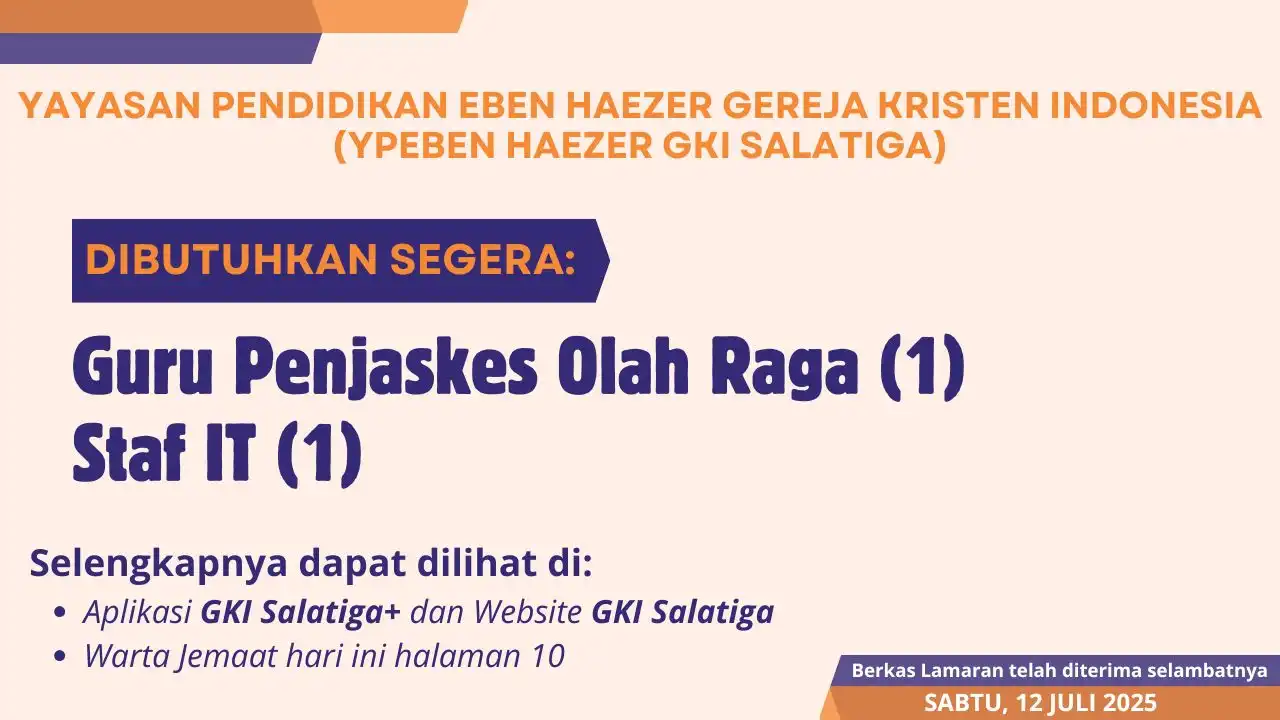 YAYASAN PENDIDIKAN EBEN HAEZER GEREJA KRISTEN INDONESIA
(YPEBEN HAEZER GKI SALATIGA)
DIBUTUHKAN SEGERA:
Guru Penjaskes Olah Raga (1)
Staf IT (1)
Selengkapnya dapat dilihat di:
• Aplikasi GKI Salatiga+ dan Website GKI Salatiga
• Warta Jemaat hari ini halaman 10
Berkas Lamaran telah diterima selambatnya
SABTU, 12 JULI 2025